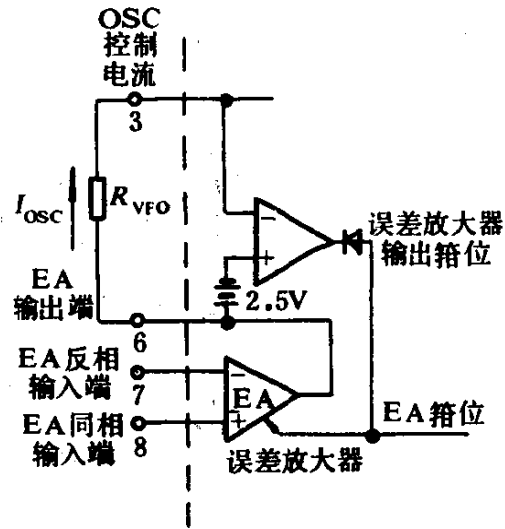 OSC
控制
电流
3
I OSC
R VFO
误差放大器
输出箝位
EA
输出端
2.5V
6
EA反相
输入端
7
EA
EA同相
输入端
8
EA箝位
误差放大器